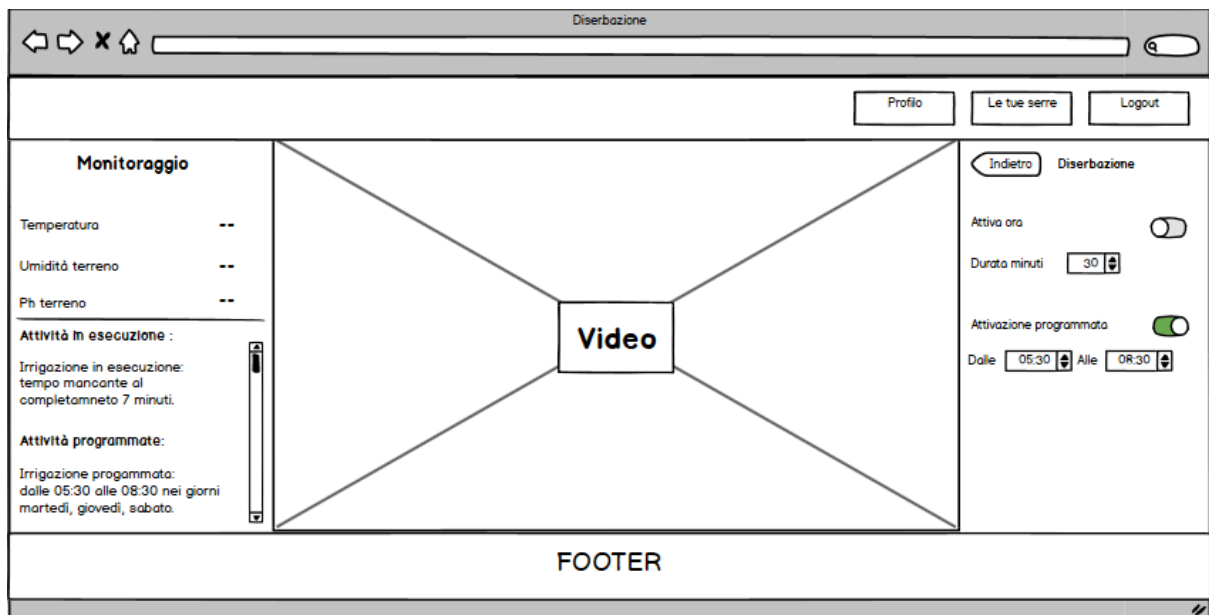 Diserbazione
Profilo
Le tue serre
Logout
Monitoraggio
Temperatura --
Umidità terreno --
Ph terreno --
Attività in esecuzione :
Irrigazione in esecuzione:
tempo mancante al
completamneto 7 minuti.
Attività programmate:
Irrigazione progammata:
dalle 05:30 alle 08:30 nei giorni
martedì, giovedì, sabato.
Video
Indietro Diserbazione
Attiva ora
Durata minuti 30
Attivazione programmata
Dalle 05:30 Alle 08:30
FOOTER